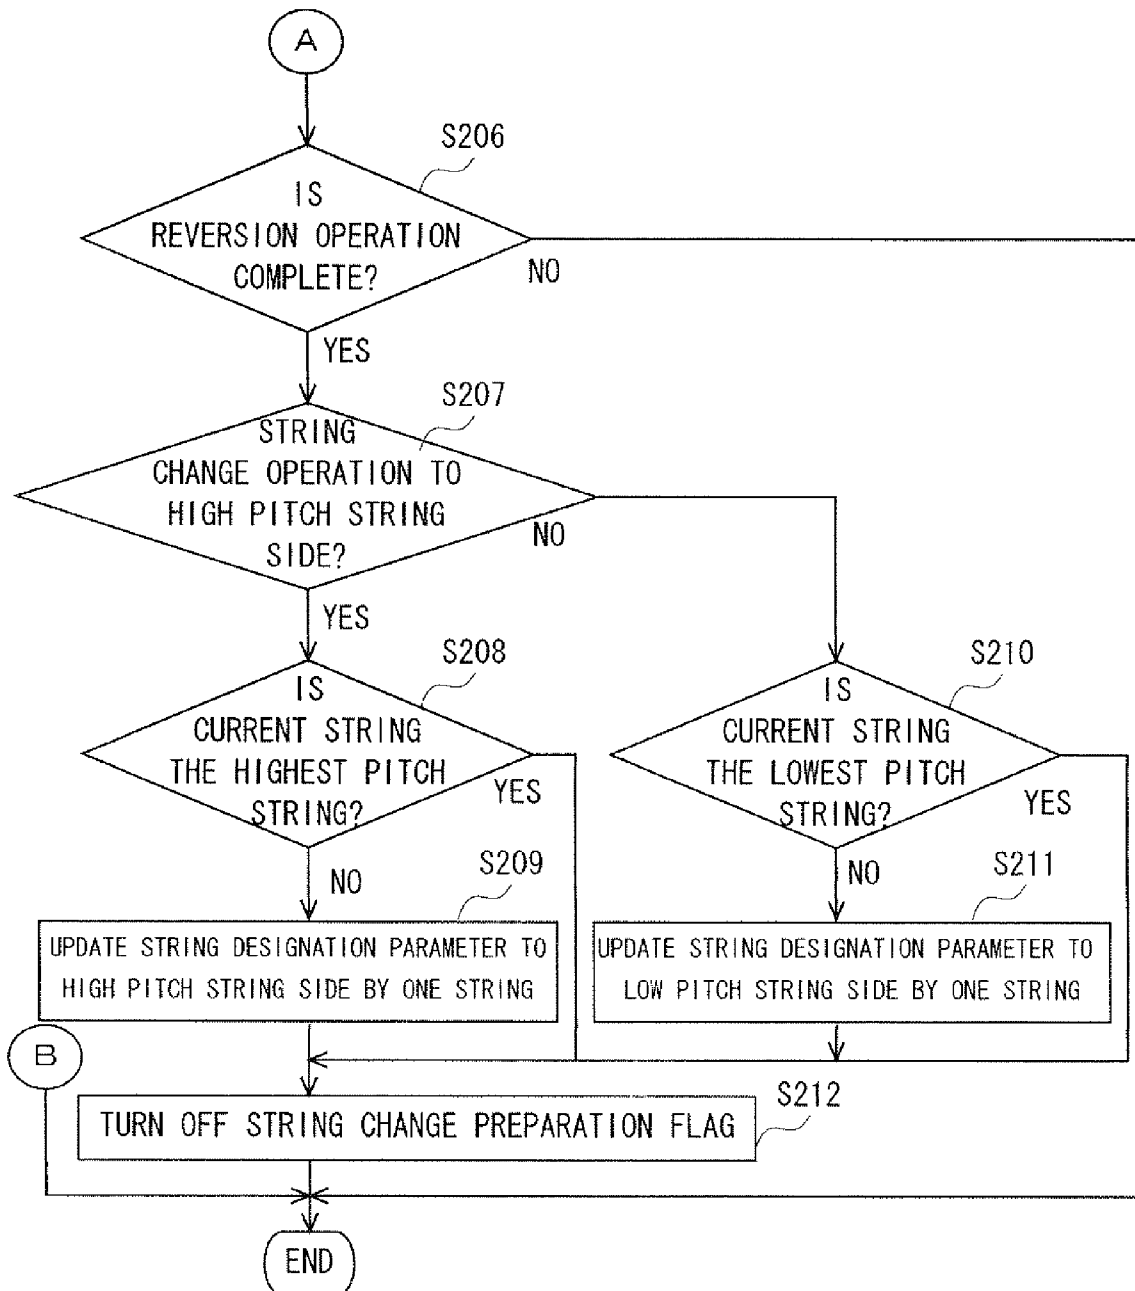 A
S206
IS
REVERSION OPERATION
COMPLETE?
NO
YES
S207
STRING
CHANGE OPERATION TO
HIGH PITCH STRING
SIDE?
NO
YES
S208
IS
CURRENT STRING
THE HIGHEST PITCH
STRING?
YES
NO
S210
IS
CURRENT STRING
THE LOWEST PITCH
STRING?
YES
NO
S209
UPDATE STRING DESIGNATION PARAMETER TO
HIGH PITCH STRING SIDE BY ONE STRING
S211
UPDATE STRING DESIGNATION PARAMETER TO
LOW PITCH STRING SIDE BY ONE STRING
B
S212
TURN OFF STRING CHANGE PREPARATION FLAG
END